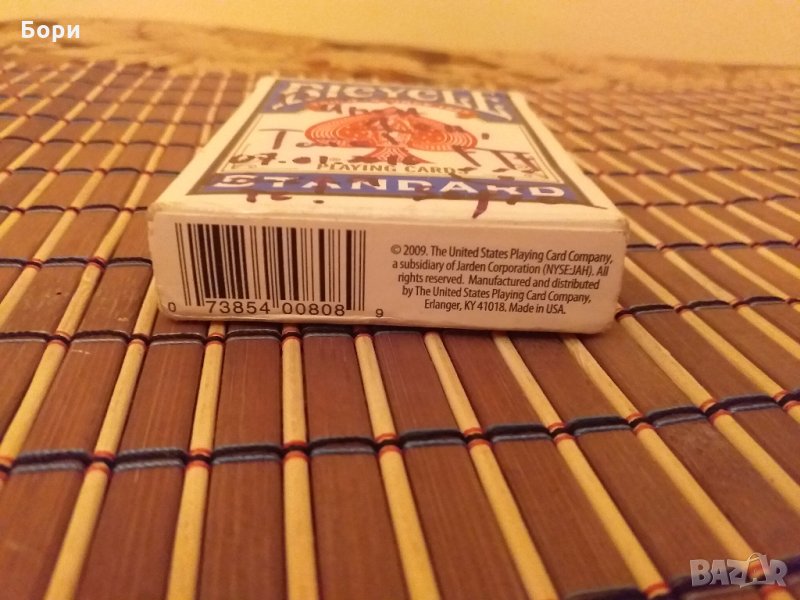 Бори
BICYCLE
PLAYING CARDS
STANDARD
© 2009. The United States Playing Card Company,
a subsidiary of Jarden Corporation (NYSE:JAH). All
rights reserved. Manufactured and distributed
by The United States Playing Card Company,
Erlanger, KY 41018. Made in USA.
0 73854 00808 9
BAZAR